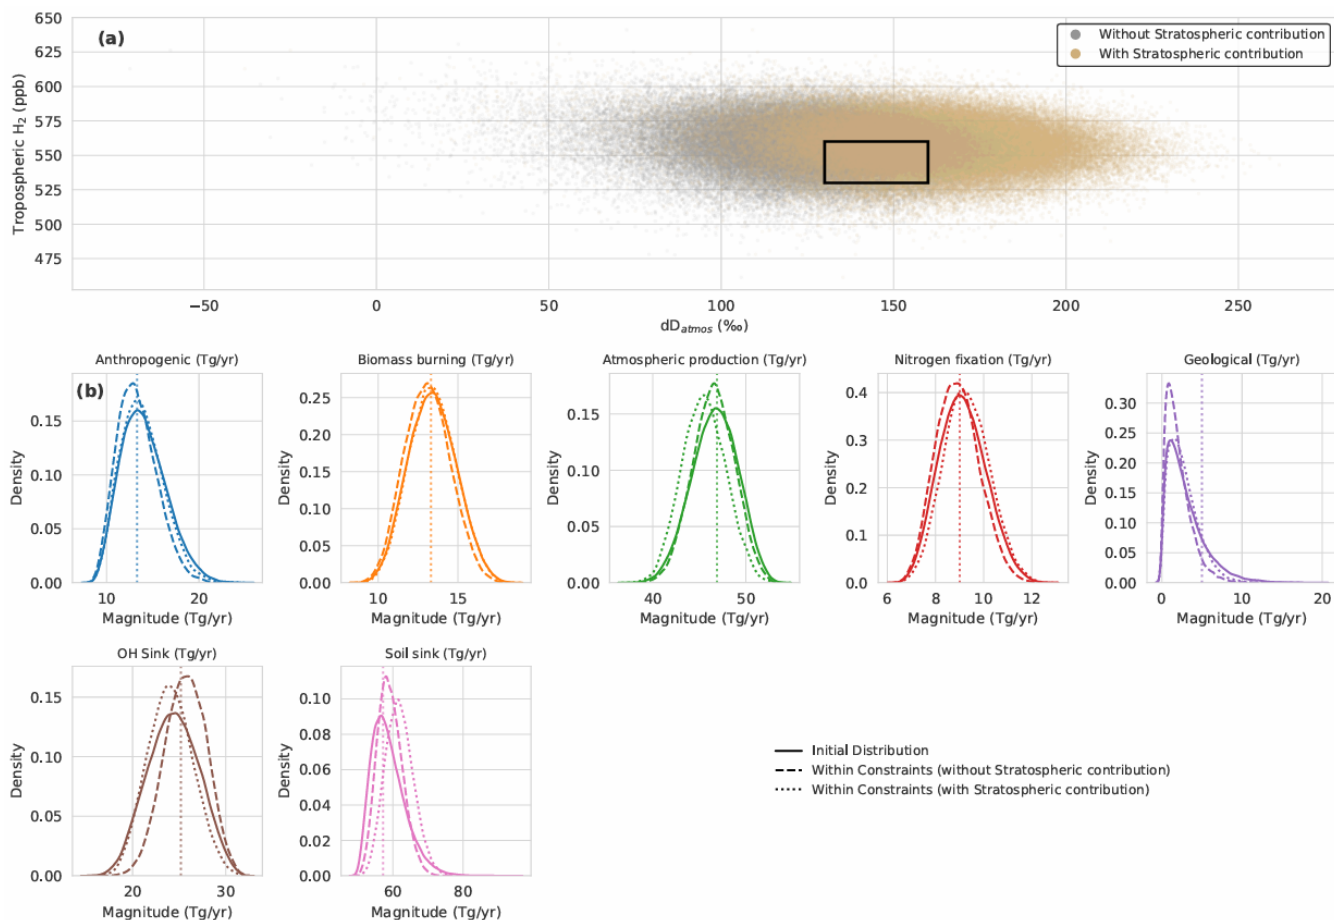 (a)
Without Stratospheric contribution
With Stratospheric contribution
Tropospheric H₂ (ppb)
650
625
600
575
550
525
500
475
−50 0 50 100 150 200 250
dD_atmos (‰)
(b)
Anthropogenic (Tg/yr)
Density
0.15
0.10
0.05
0.00
10 20
Magnitude (Tg/yr)
Biomass burning (Tg/yr)
Density
0.25
0.20
0.15
0.10
0.05
0.00
10 15
Magnitude (Tg/yr)
Atmospheric production (Tg/yr)
Density
0.15
0.10
0.05
0.00
40 50
Magnitude (Tg/yr)
Nitrogen fixation (Tg/yr)
Density
0.4
0.3
0.2
0.1
0.0
6 8 10 12
Magnitude (Tg/yr)
Geological (Tg/yr)
Density
0.30
0.25
0.20
0.15
0.10
0.05
0.00
0 10 20
Magnitude (Tg/yr)
OH Sink (Tg/yr)
Density
0.15
0.10
0.05
0.00
20 30
Magnitude (Tg/yr)
Soil sink (Tg/yr)
Density
0.10
0.08
0.06
0.04
0.02
0.00
60 80
Magnitude (Tg/yr)
Initial Distribution
Within Constraints (without Stratospheric contribution)
Within Constraints (with Stratospheric contribution)